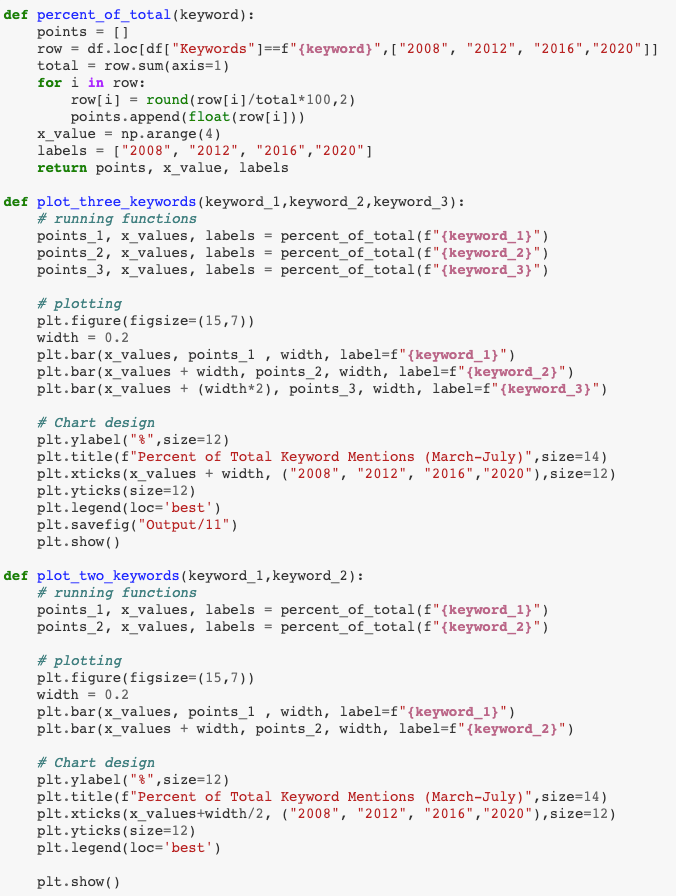 def percent_of_total(keyword):
    points = []
    row = df.loc[df["Keywords"]==f"{keyword}",["2008", "2012", "2016","2020"]]
    total = row.sum(axis=1)
    for i in row:
        row[i] = round(row[i]/total*100,2)
        points.append(float(row[i]))
    x_value = np.arange(4)
    labels = ["2008", "2012", "2016","2020"]
    return points, x_value, labels

def plot_three_keywords(keyword_1,keyword_2,keyword_3):
    # running functions
    points_1, x_values, labels = percent_of_total(f"{keyword_1}")
    points_2, x_values, labels = percent_of_total(f"{keyword_2}")
    points_3, x_values, labels = percent_of_total(f"{keyword_3}")

    # plotting
    plt.figure(figsize=(15,7))
    width = 0.2
    plt.bar(x_values, points_1 , width, label=f"{keyword_1}")
    plt.bar(x_values + width, points_2, width, label=f"{keyword_2}")
    plt.bar(x_values + (width*2), points_3, width, label=f"{keyword_3}")

    # Chart design
    plt.ylabel("%",size=12)
    plt.title(f"Percent of Total Keyword Mentions (March-July)",size=14)
    plt.xticks(x_values + width, ("2008", "2012", "2016","2020"),size=12)
    plt.yticks(size=12)
    plt.legend(loc='best')
    plt.savefig("Output/11")
    plt.show()

def plot_two_keywords(keyword_1,keyword_2):
    # running functions
    points_1, x_values, labels = percent_of_total(f"{keyword_1}")
    points_2, x_values, labels = percent_of_total(f"{keyword_2}")

    # plotting
    plt.figure(figsize=(15,7))
    width = 0.2
    plt.bar(x_values, points_1 , width, label=f"{keyword_1}")
    plt.bar(x_values + width, points_2, width, label=f"{keyword_2}")

    # Chart design
    plt.ylabel("%",size=12)
    plt.title(f"Percent of Total Keyword Mentions (March-July)",size=14)
    plt.xticks(x_values+width/2, ("2008", "2012", "2016","2020"),size=12)
    plt.yticks(size=12)
    plt.legend(loc='best')

    plt.show()